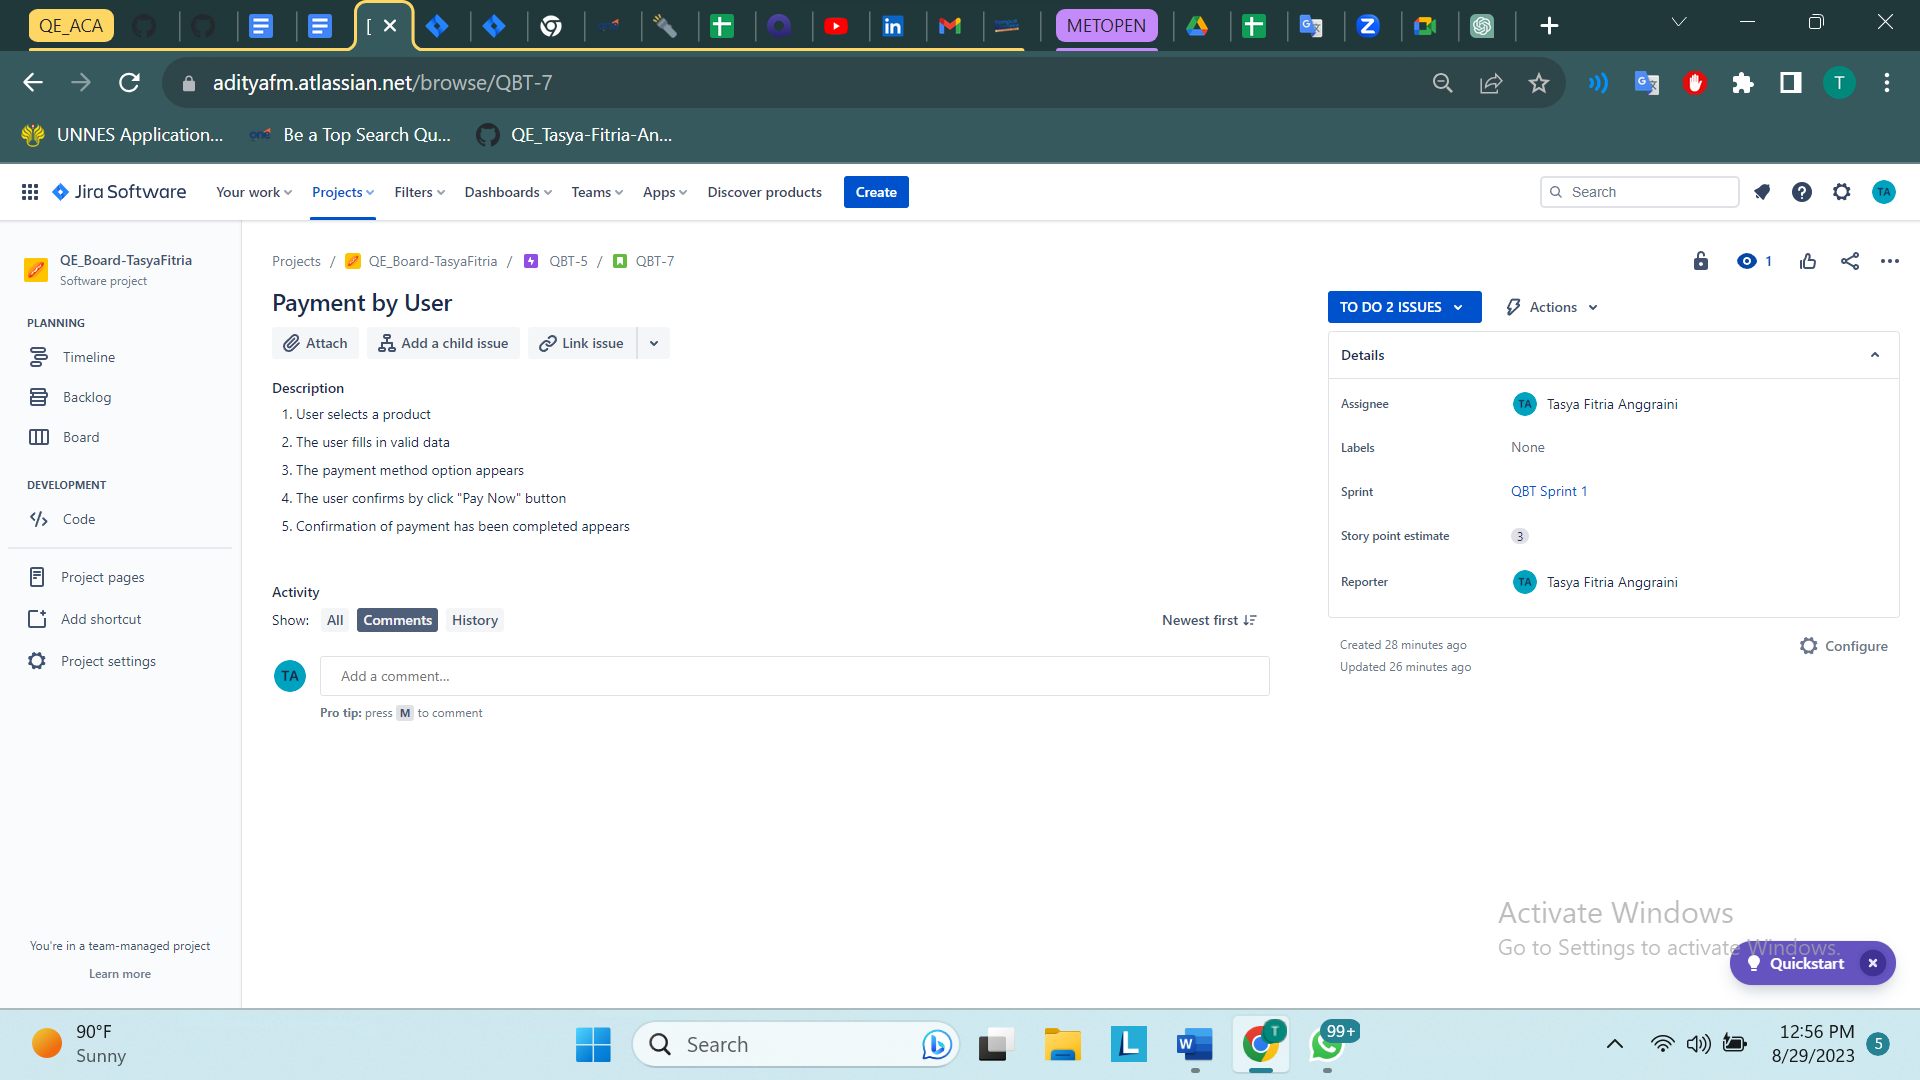 QE_ACA
[
METOPEN
adityafm.atlassian.net/browse/QBT-7
T
UNNES Application...
one Be a Top Search Qu...
QE_Tasya-Fitria-An...
Jira Software
Your work
Projects
Filters
Dashboards
Teams
Apps
Discover products
Create
Search
TA
QE_Board-TasyaFitria
Software project
PLANNING
Timeline
Backlog
Board
DEVELOPMENT
Code
Project pages
Add shortcut
Project settings
You're in a team-managed project
Learn more
Projects / QE_Board-TasyaFitria / QBT-5 / QBT-7
1
Payment by User
Attach
Add a child issue
Link issue
Description
1. User selects a product
2. The user fills in valid data
3. The payment method option appears
4. The user confirms by click "Pay Now" button
5. Confirmation of payment has been completed appears
Activity
Show: All Comments History
Newest first
TA
Add a comment...
Pro tip: press M to comment
TO DO 2 ISSUES
Actions
Details
Assignee
TA Tasya Fitria Anggraini
Labels
None
Sprint
QBT Sprint 1
Story point estimate
3
Reporter
TA Tasya Fitria Anggraini
Created 28 minutes ago
Updated 26 minutes ago
Configure
Activate Windows
Go to Settings to activate Windows.
Quickstart
90°F
Sunny
Search
L
W
T
99+
12:56 PM
8/29/2023
5